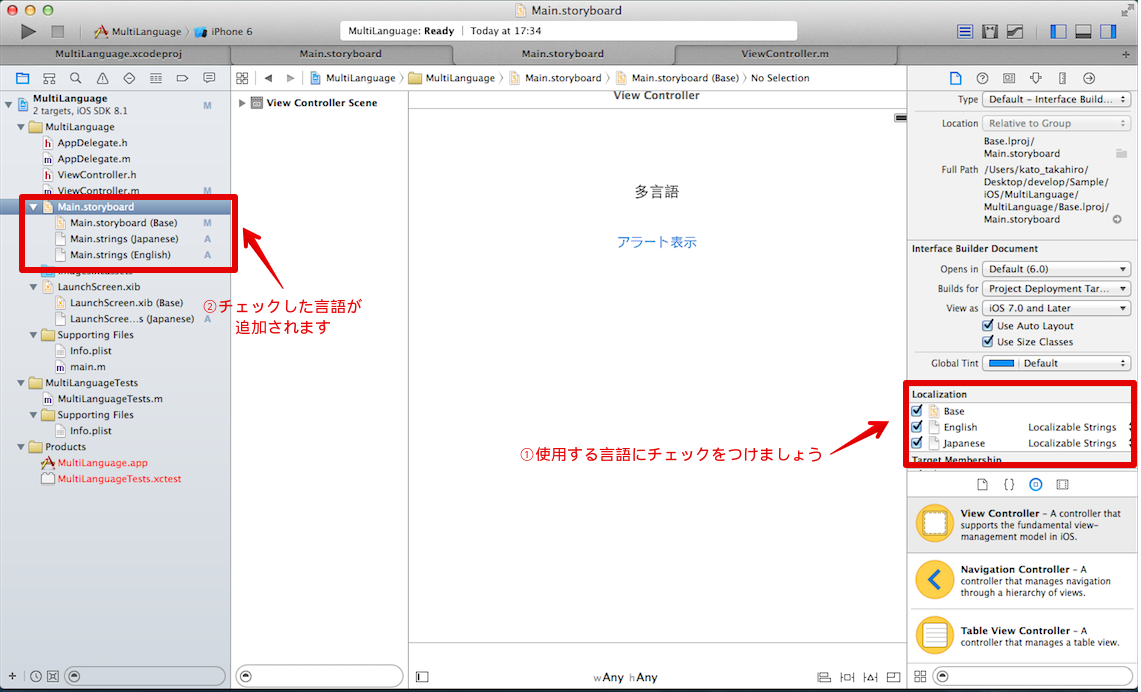 Main.storyboard
MultiLanguage 〉 iPhone 6
MultiLanguage: Ready | Today at 17:34
MultiLanguage.xcodeproj
Main.storyboard
Main.storyboard
ViewController.m
MultiLanguage 〉 MultiLanguage 〉 Main.storyboard 〉 Main.storyboard (Base) 〉 No Selection
MultiLanguage M
2 targets, iOS SDK 8.1
MultiLanguage
AppDelegate.h
AppDelegate.m
ViewController.h
ViewController.m M
Main.storyboard
Main.storyboard (Base) M
Main.strings (Japanese) A
Main.strings (English) A
LaunchScreen.xib
LaunchScreen.xib (Base)
LaunchScree...s (Japanese) A
Supporting Files
Info.plist
main.m
MultiLanguageTests
MultiLanguageTests.m
Supporting Files
Info.plist
Products
MultiLanguage.app
MultiLanguageTests.xctest
②チェックした言語が
追加されます
View Controller Scene
View Controller
多言語
アラート表示
①使用する言語にチェックをつけましょう
wAny hAny
Type Default - Interface Build...
Location Relative to Group
Base.lproj/
Main.storyboard
Full Path /Users/kato_takahiro/
Desktop/develop/Sample/
iOS/MultiLanguage/
MultiLanguage/Base.lproj/
Main.storyboard
Interface Builder Document
Opens in Default (6.0)
Builds for Project Deployment Tar...
View as iOS 7.0 and Later
Use Auto Layout
Use Size Classes
Global Tint Default
Localization
Base
English Localizable Strings
Japanese Localizable Strings
Target Membership
View Controller - A controller that
supports the fundamental view-
management model in iOS.
Navigation Controller - A
controller that manages navigation
through a hierarchy of views.
Table View Controller - A
controller that manages a table view.